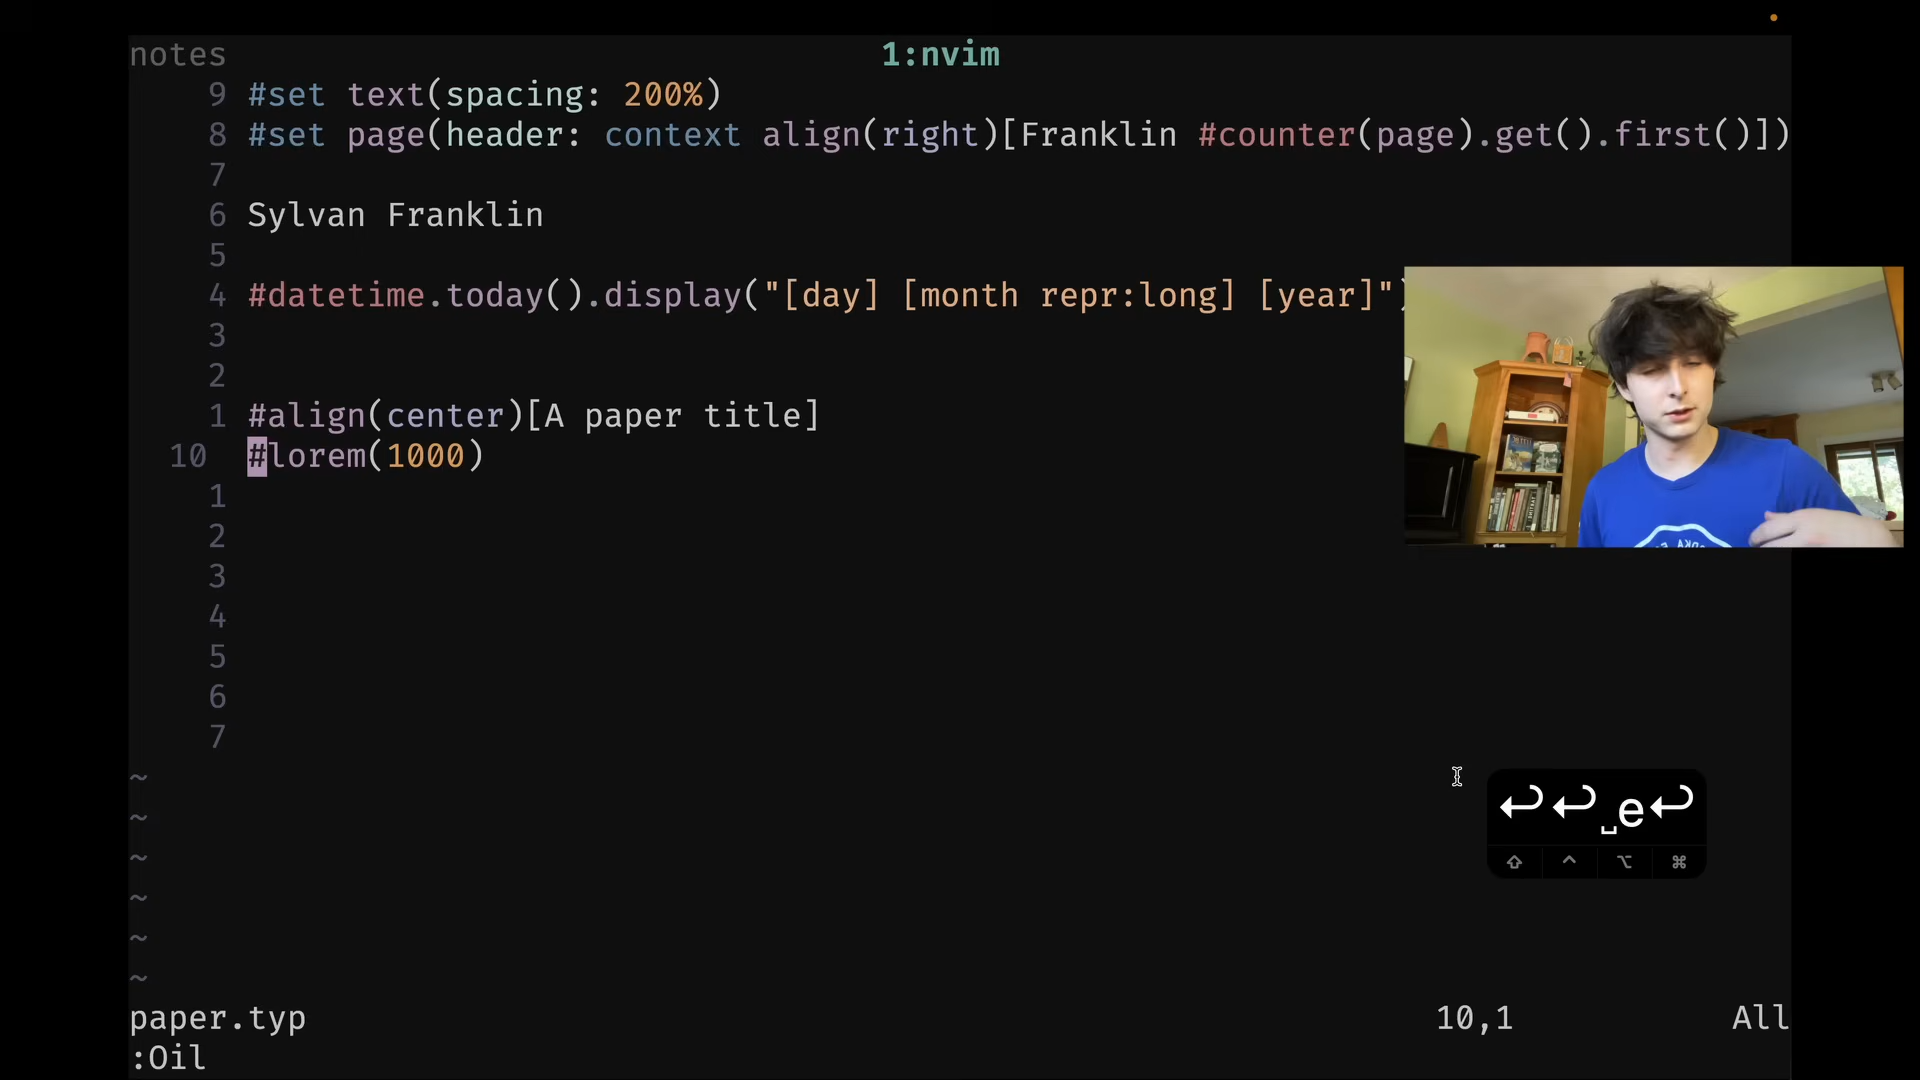 notes 1:nvim
9 #set text(spacing: 200%)
8 #set page(header: context align(right)[Franklin #counter(page).get().first()])
7
6 Sylvan Franklin
5
4 #datetime.today().display("[day] [month repr:long] [year]")
3
2
1 #align(center)[A paper title]
10 #lorem(1000)
1
2
3
4
5
6
7
~
~
~
~
~
~
↩↩␣e↩
⇧ ^ ⌥ ⌘
paper.typ 10,1 All
:Oil